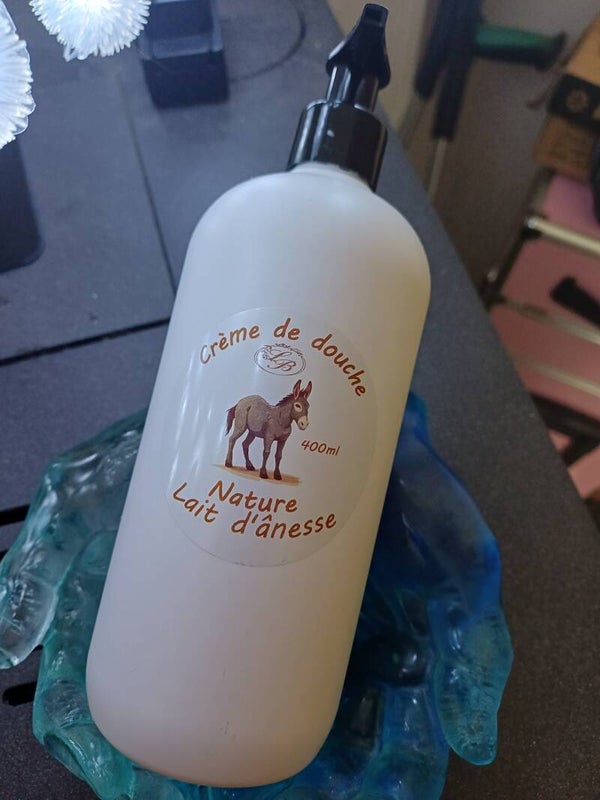 Crème de douche
LB
400ml
Nature
Lait d'ânesse